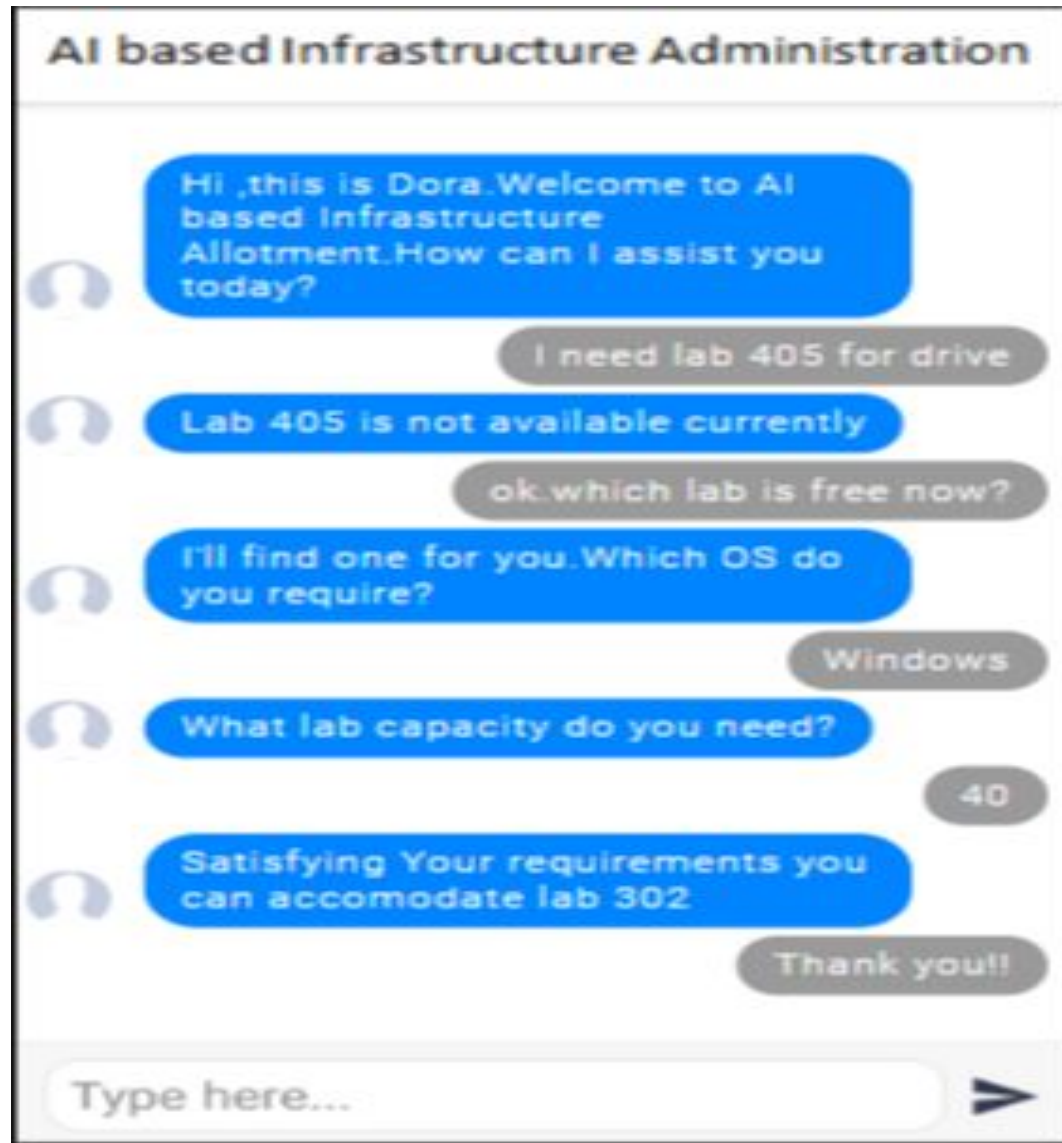 AI based Infrastructure Administration
Hi ,this is Dora.Welcome to AI
based Infrastructure
Allotment.How can I assist you
today?
I need lab 405 for drive
Lab 405 is not available currently
ok.which lab is free now?
I'll find one for you.Which OS do
you require?
Windows
What lab capacity do you need?
40
Satisfying Your requirements you
can accomodate lab 302
Thank you!!
Type here...